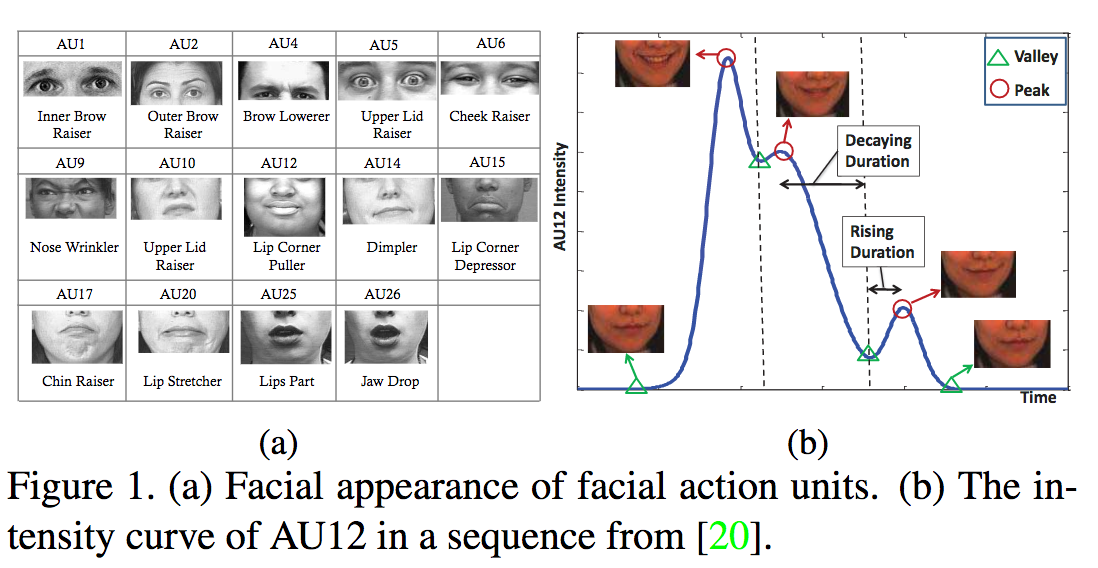 AU1 AU2 AU4 AU5 AU6
Inner Brow Raiser
Outer Brow Raiser
Brow Lowerer
Upper Lid Raiser
Cheek Raiser
AU9 AU10 AU12 AU14 AU15
Nose Wrinkler
Upper Lid Raiser
Lip Corner Puller
Dimpler
Lip Corner Depressor
AU17 AU20 AU25 AU26
Chin Raiser
Lip Stretcher
Lips Part
Jaw Drop
(a)
AU12 Intensity
Valley
Peak
Decaying
Duration
Rising
Duration
Time
(b)
Figure 1. (a) Facial appearance of facial action units. (b) The in-
tensity curve of AU12 in a sequence from [20].